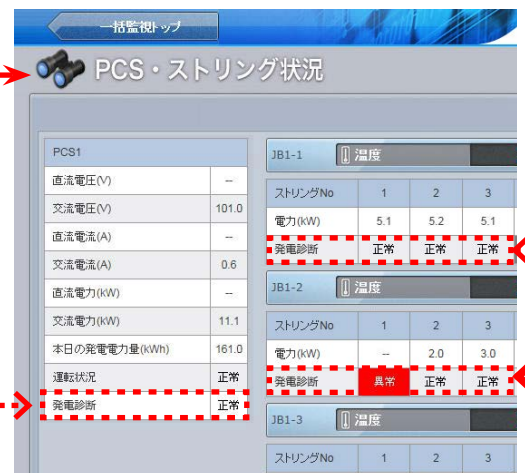 一括監視トップ
PCS・ストリング状況
PCS1
直流電圧(V) --
交流電圧(V) 101.0
直流電流(A) --
交流電流(A) 0.6
直流電力(kW) --
交流電力(kW) 11.1
本日の発電電力量(kWh) 161.0
運転状況 正常
発電診断 正常
JB1-1 温度
ストリングNo 1 2 3
電力(kW) 5.1 5.2 5.1
発電診断 正常 正常 正常
JB1-2 温度
ストリングNo 1 2 3
電力(kW) -- 2.0 3.0
発電診断 異常 正常 正常
JB1-3 温度
ストリングNo 1 2 3